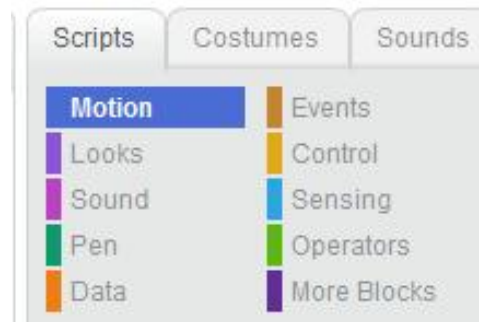 Scripts Costumes Sounds
Motion Events
Looks Control
Sound Sensing
Pen Operators
Data More Blocks